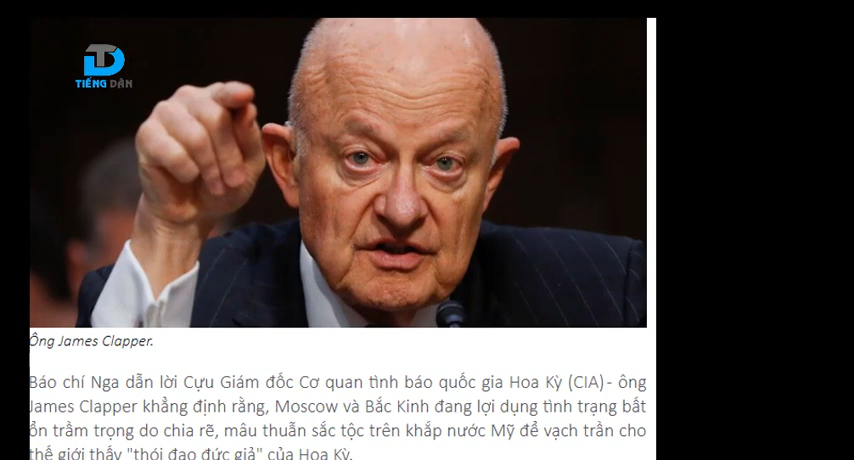 TIẾNG DÂN
Ông James Clapper.
Báo chí Nga dẫn lời Cựu Giám đốc Cơ quan tình báo quốc gia Hoa Kỳ (CIA) - ông
James Clapper khẳng định rằng, Moscow và Bắc Kinh đang lợi dụng tình trạng bất
ổn trầm trọng do chia rẽ, mâu thuẫn sắc tộc trên khắp nước Mỹ để vạch trần cho
thế giới thấy "thói đạo đức giả" của Hoa Kỳ.